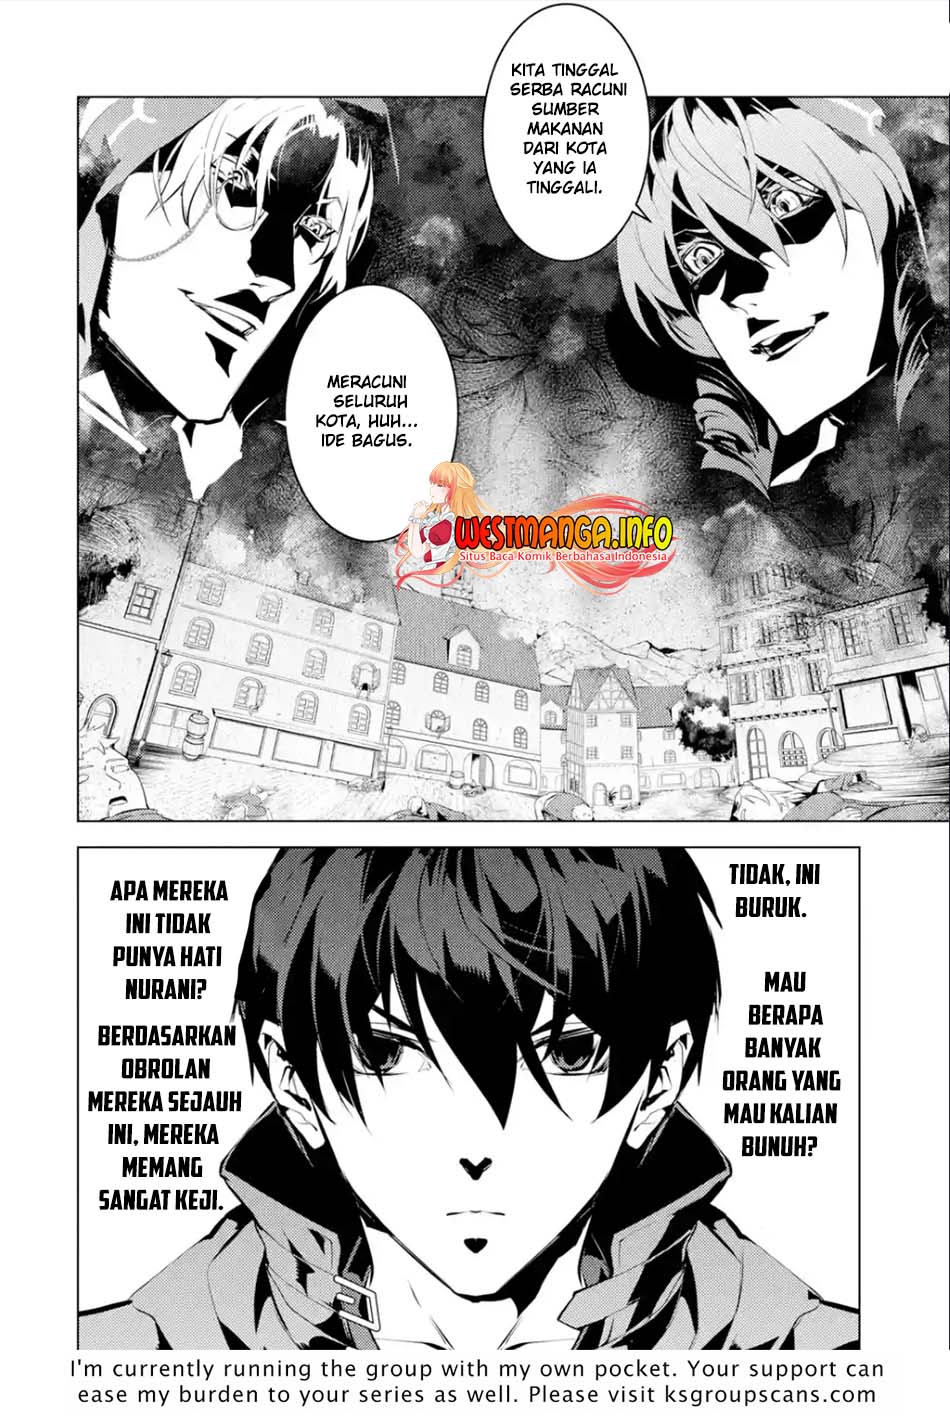 KITA TINGGAL
SERBA RACUNI
SUMBER
MAKANAN
DARI KOTA
YANG IA
TINGGALI.
MERACUNI
SELURUH
KOTA, HUH...
IDE BAGUS.
WESTMANGA.INFO
Situs Baca Komik Berbahasa Indonesia
TIDAK, INI
BURUK.
MAU
BERAPA
BANYAK
ORANG YANG
MAU KALIAN
BUNUH?
APA MEREKA
INI TIDAK
PUNYA HATI
NURANI?
BERDASARKAN
OBROLAN
MEREKA SEJAUH
INI, MEREKA
MEMANG
SANGAT KEJI.
I'm currently running the group with my own pocket. Your support can
ease my burden to your series as well. Please visit ksgroupscans.com